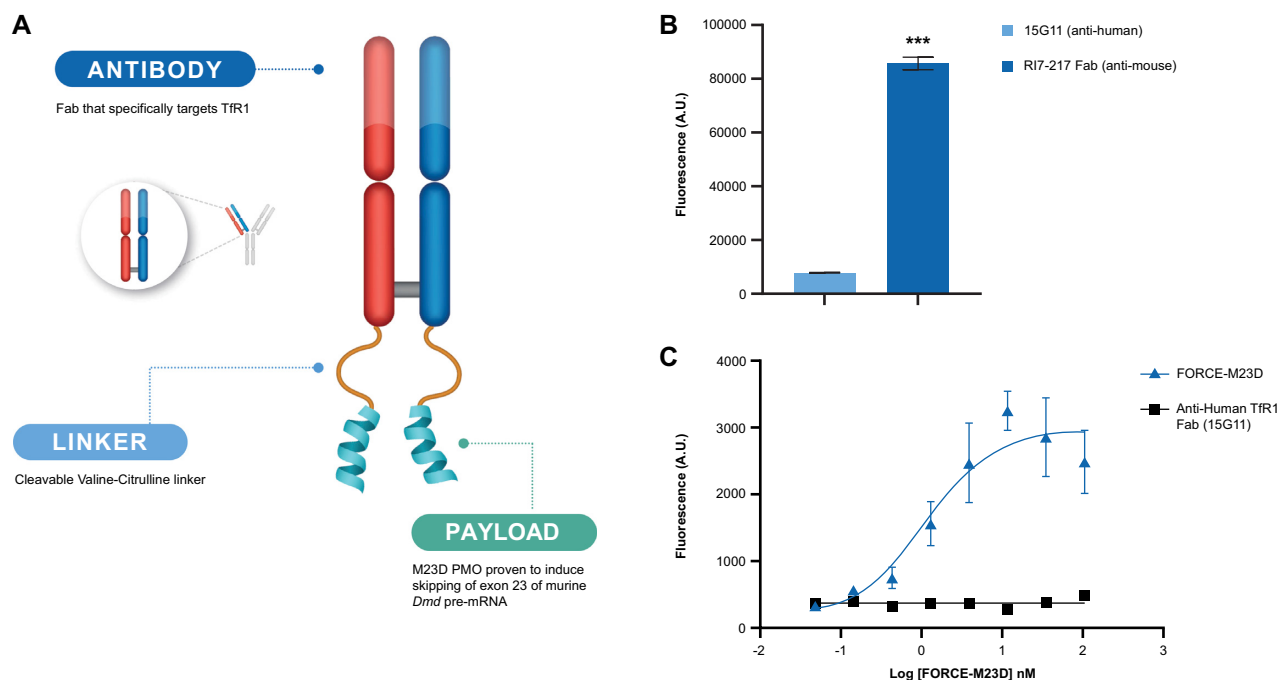 A
ANTIBODY
Fab that specifically targets TfR1
LINKER
Cleavable Valine-Citrulline linker
PAYLOAD
M23D PMO proven to induce
skipping of exon 23 of murine
Dmd pre-mRNA
B
100000
80000
60000
40000
20000
0
Fluorescence (A.U.)
***
15G11 (anti-human)
RI7-217 Fab (anti-mouse)
C
4000
3000
2000
1000
0
Fluorescence (A.U.)
-2
-1
0
1
2
3
Log [FORCE-M23D] nM
FORCE-M23D
Anti-Human TfR1
Fab (15G11)